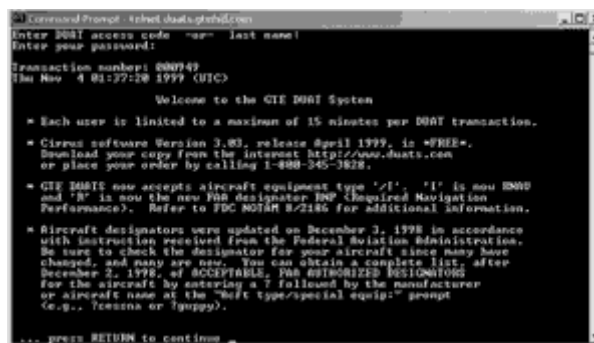 Command Prompt - telnet duats.gtefsd.com
Enter DUAT access code -or- last name!
Enter your password:
Transaction number: 000949
Thu Nov 4 01:37:20 1999 (UTC)
Welcome to the GTE DUAT System
* Each user is limited to a maximum of 15 minutes per DUAT transaction.
* Cirrus software Version 3.03, release April 1999, is *FREE*.
Download your copy from the internet http://www.duats.com
or place your order by calling 1-800-345-3828.
* GTE DUATS now accepts aircraft equipment type '/I'. 'I' is now RNAV
and 'R' is now the new FAA designator RNP (Required Navigation
Performance). Refer to FDC NOTAM 8/2186 for additional information.
* Aircraft designators were updated on December 3, 1998 in accordance
with instruction received from the Federal Aviation Administration.
Be sure to check the designator for your aircraft since many have
changed, and many are new. You can obtain a complete list, after
December 2, 1998, of ACCEPTABLE, FAA AUTHORIZED DESIGNATORS
for the aircraft by entering a ? followed by the manufacturer
or aircraft name at the "Acft type/special equip:" prompt
(e.g., ?cessna or ?guppy).
... press RETURN to continue